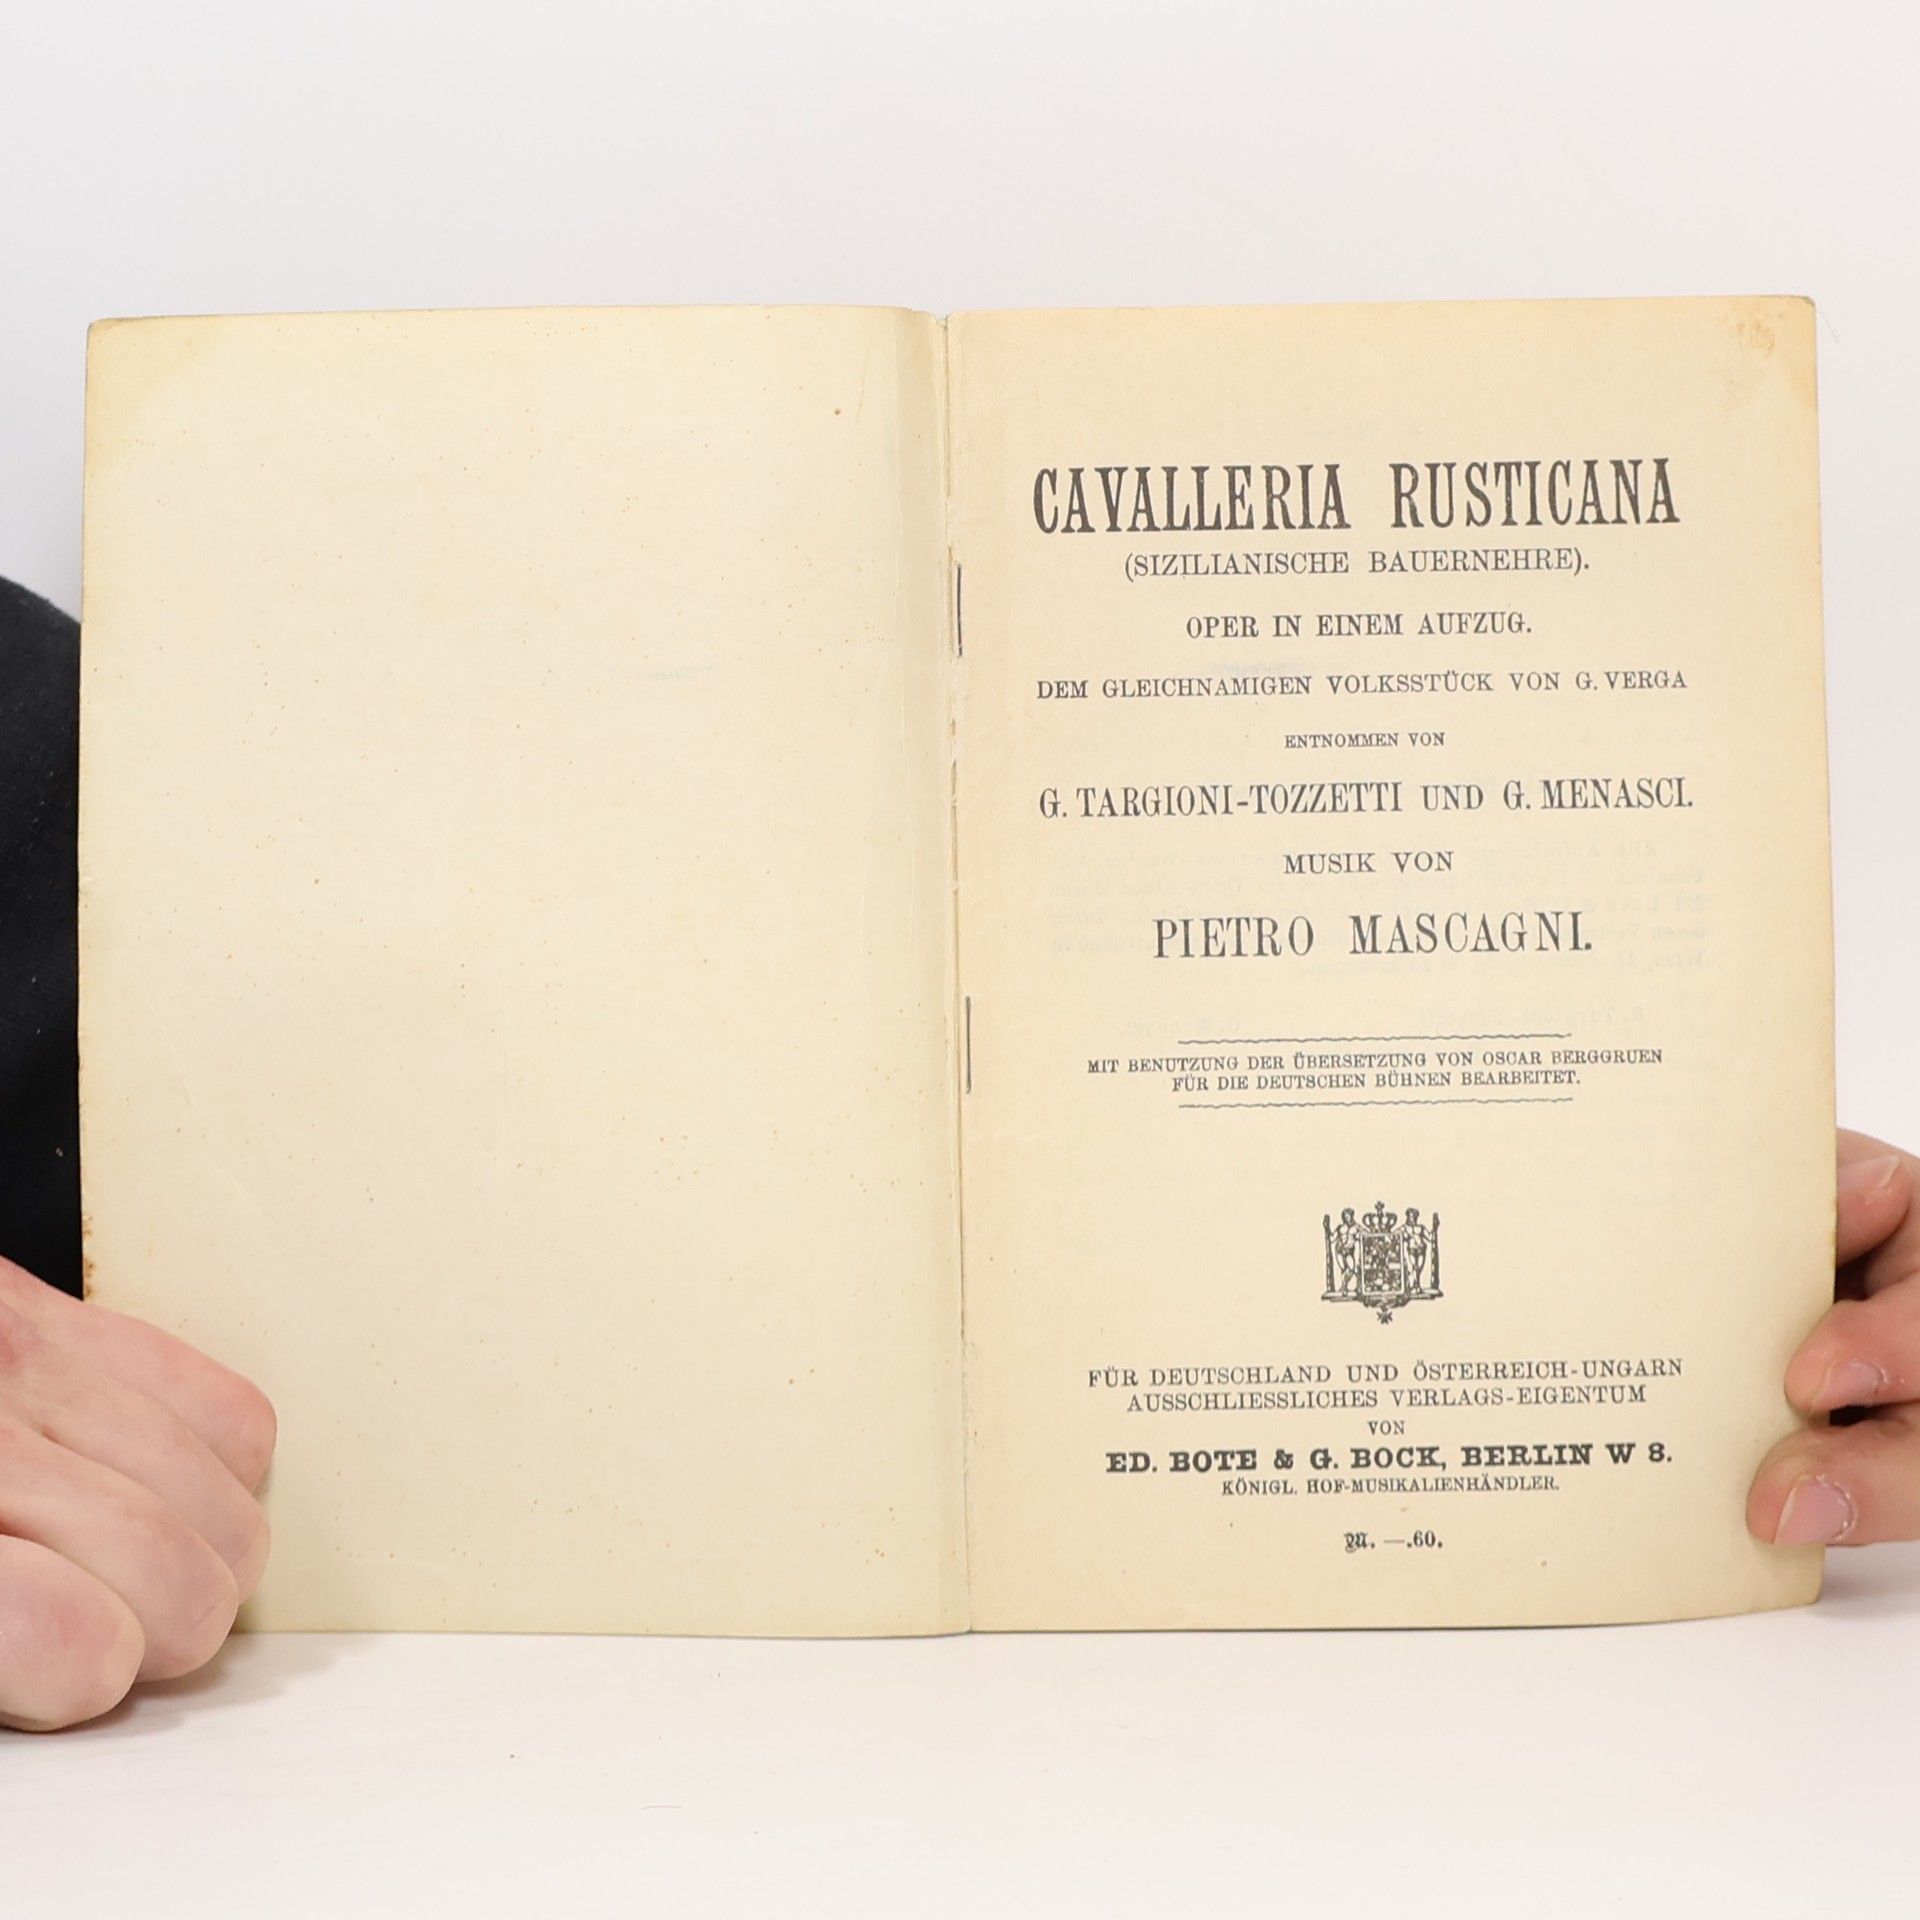 CAVALLERIA RUSTICANA
(SIZILIANISCHE BAUERNEHRE).
OPER IN EINEM AUFZUG.
DEM GLEICHNAMIGEN VOLKSSTÜCK VON G. VERGA
ENTNOMMEN VON
G. TARGIONI-TOZZETTI UND G. MENASCI.
MUSIK VON
PIETRO MASCAGNI.
MIT BENUTZUNG DER ÜBERSETZUNG VON OSCAR BERGGRUEN
FÜR DIE DEUTSCHEN BÜHNEN BEARBEITET.
FÜR DEUTSCHLAND UND ÖSTERREICH-UNGARN
AUSSCHLIESSLICHES VERLAGS-EIGENTUM
VON
ED. BOTE & G. BOCK, BERLIN W 8.
KÖNIGL. HOF-MUSIKALIENHÄNDLER.
M. —.60.